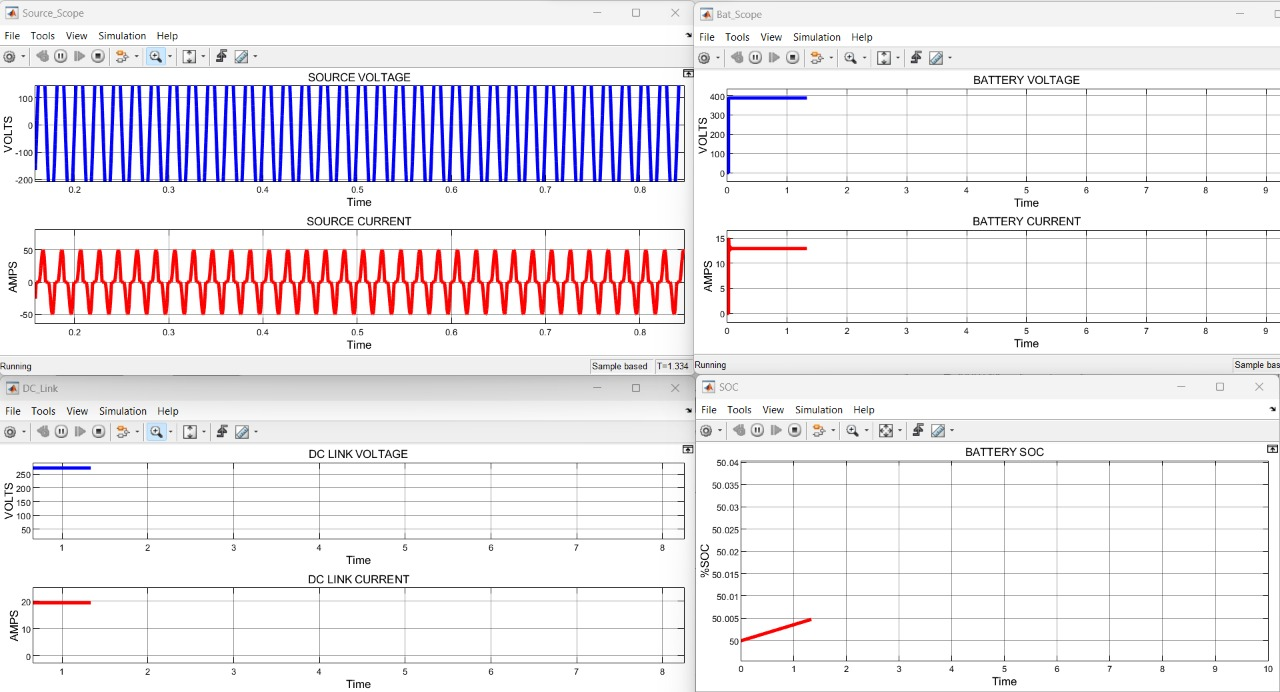 Source_Scope
File Tools View Simulation Help
SOURCE VOLTAGE
VOLTS
100
0
-100
-200
0.2 0.3 0.4 0.5 0.6 0.7 0.8
Time
SOURCE CURRENT
AMPS
50
0
-50
0.2 0.3 0.4 0.5 0.6 0.7 0.8
Time
Running
Sample based T=1.334
Bat_Scope
File Tools View Simulation Help
BATTERY VOLTAGE
VOLTS
400
300
200
100
0
0 1 2 3 4 5 6 7 8 9
Time
BATTERY CURRENT
AMPS
15
10
5
0
0 1 2 3 4 5 6 7 8 9
Time
Running
Sample bas
DC_Link
File Tools View Simulation Help
DC LINK VOLTAGE
VOLTS
250
200
150
100
50
1 2 3 4 5 6 7 8
Time
DC LINK CURRENT
AMPS
20
10
0
1 2 3 4 5 6 7 8
Time
SOC
File Tools View Simulation Help
BATTERY SOC
%SOC
50.04
50.035
50.03
50.025
50.02
50.015
50.01
50.005
50
0 1 2 3 4 5 6 7 8 9 10
Time